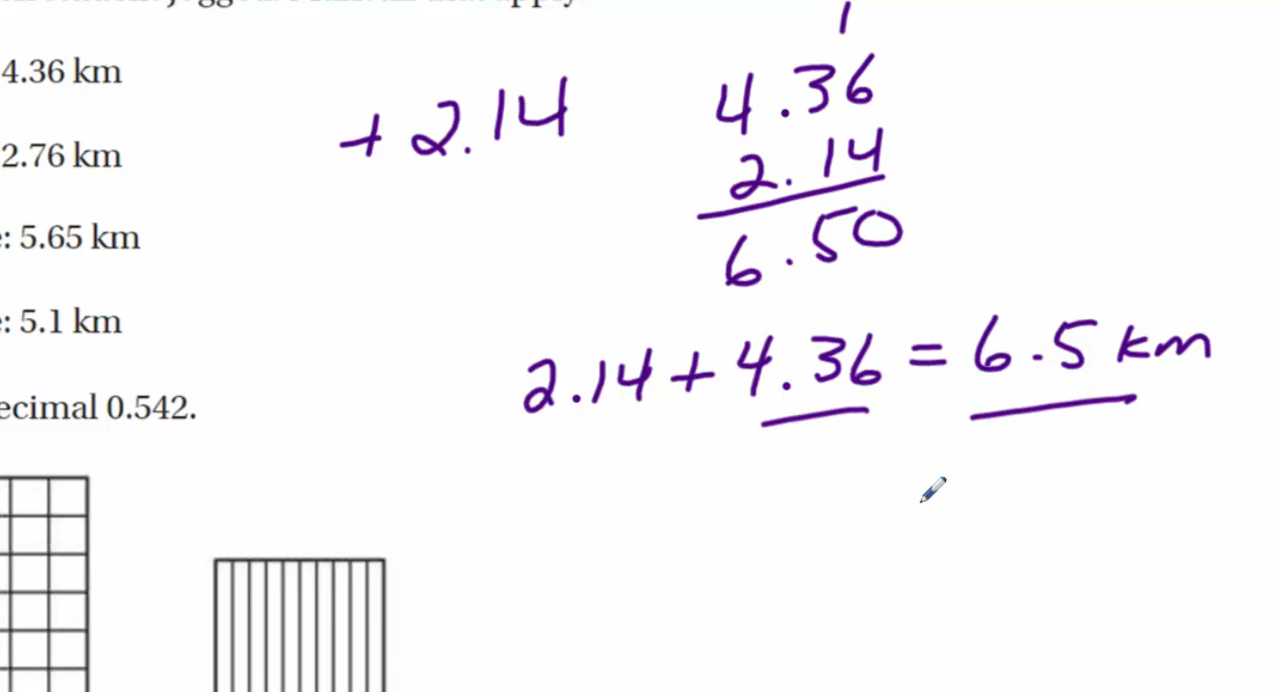 4.36 km
2.76 km
: 5.65 km
: 5.1 km
ecimal 0.542.
+ 2.14
1
4.36
2.14
6.50
2.14 + 4.36 = 6.5 km